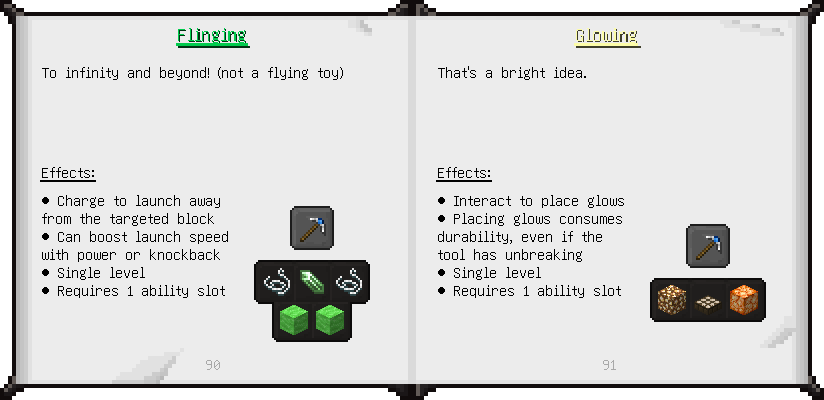 Flinging
To infinity and beyond! (not a flying toy)
Effects:
• Charge to launch away
from the targeted block
• Can boost launch speed
with power or knockback
• Single level
• Requires 1 ability slot
90
Glowing
That's a bright idea.
Effects:
• Interact to place glows
• Placing glows consumes
durability, even if the
tool has unbreaking
• Single level
• Requires 1 ability slot
91